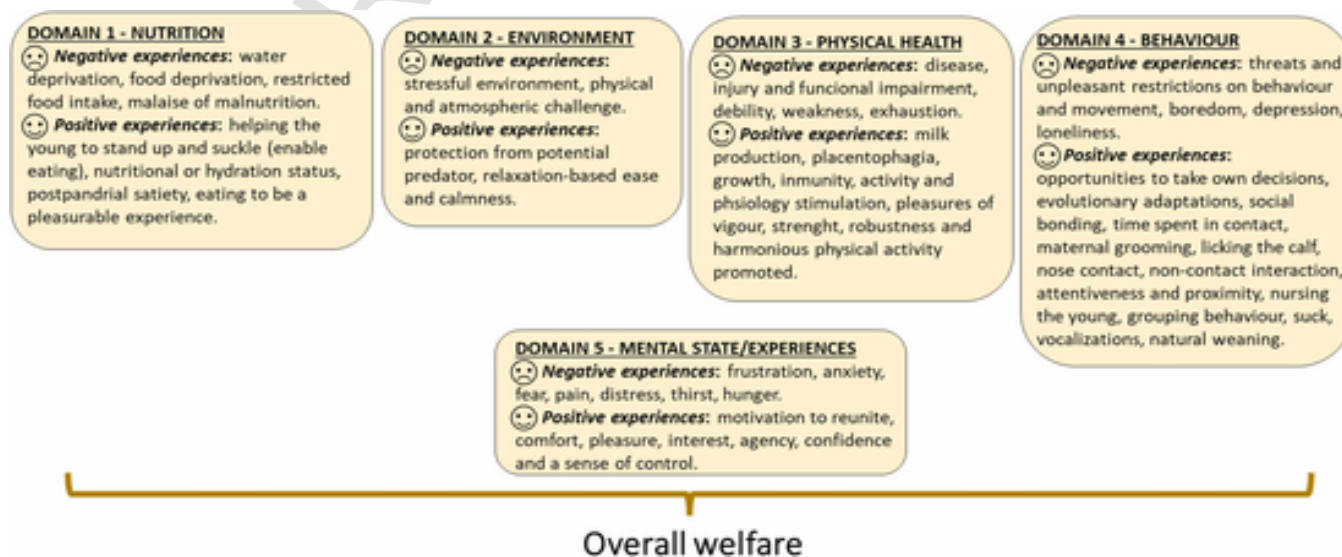 DOMAIN 1 - NUTRITION
Negative experiences: water
deprivation, food deprivation, restricted
food intake, malaise of malnutrition.
Positive experiences: helping the
young to stand up and suckle (enable
eating), nutritional or hydration status,
postpandrial satiety, eating to be a
pleasurable experience.
DOMAIN 2 - ENVIRONMENT
Negative experiences:
stressful environment, physical
and atmospheric challenge.
Positive experiences:
protection from potential
predator, relaxation-based ease
and calmness.
DOMAIN 3 - PHYSICAL HEALTH
Negative experiences: disease,
injury and funcional impairment,
debility, weakness, exhaustion.
Positive experiences: milk
production, placentophagia,
growth, inmunity, activity and
phsiology stimulation, pleasures of
vigour, strenght, robustness and
harmonious physical activity
promoted.
DOMAIN 4 - BEHAVIOUR
Negative experiences: threats and
unpleasant restrictions on behaviour
and movement, boredom, depression,
loneliness.
Positive experiences:
opportunities to take own decisions,
evolutionary adaptations, social
bonding, time spent in contact,
maternal grooming, licking the calf,
nose contact, non-contact interaction,
attentiveness and proximity, nursing
the young, grouping behaviour, suck,
vocalizations, natural weaning.
DOMAIN 5 - MENTAL STATE/EXPERIENCES
Negative experiences: frustration, anxiety,
fear, pain, distress, thirst, hunger.
Positive experiences: motivation to reunite,
comfort, pleasure, interest, agency, confidence
and a sense of control.
Overall welfare